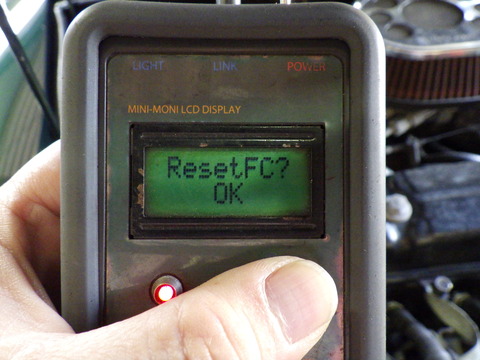 LIGHT LINK POWER
MINI-MONI LCD DISPLAY
ResetFC?
OK